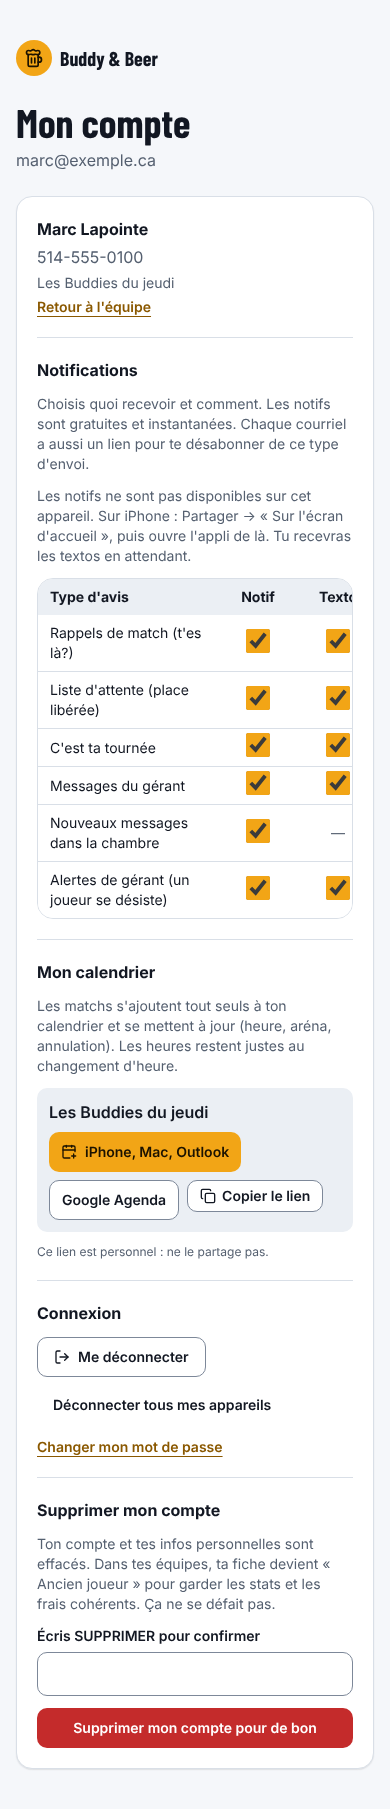 Buddy & Beer
Mon compte
marc@exemple.ca
Marc Lapointe
514-555-0100
Les Buddies du jeudi
Retour à l'équipe
Notifications
Choisis quoi recevoir et comment. Les notifs
sont gratuites et instantanées. Chaque courriel
a aussi un lien pour te désabonner de ce type
d'envoi.
Les notifs ne sont pas disponibles sur cet
appareil. Sur iPhone : Partager → « Sur l'écran
d'accueil », puis ouvre l'appli de là. Tu recevras
les textos en attendant.
Type d'avis Notif Texto
Rappels de match (t'es
là?)
Liste d'attente (place
libérée)
C'est ta tournée
Messages du gérant
Nouveaux messages
dans la chambre —
Alertes de gérant (un
joueur se désiste)
Mon calendrier
Les matchs s'ajoutent tout seuls à ton
calendrier et se mettent à jour (heure, aréna,
annulation). Les heures restent justes au
changement d'heure.
Les Buddies du jeudi
iPhone, Mac, Outlook
Google Agenda Copier le lien
Ce lien est personnel : ne le partage pas.
Connexion
Me déconnecter
Déconnecter tous mes appareils
Changer mon mot de passe
Supprimer mon compte
Ton compte et tes infos personnelles sont
effacés. Dans tes équipes, ta fiche devient «
Ancien joueur » pour garder les stats et les
frais cohérents. Ça ne se défait pas.
Écris SUPPRIMER pour confirmer
Supprimer mon compte pour de bon